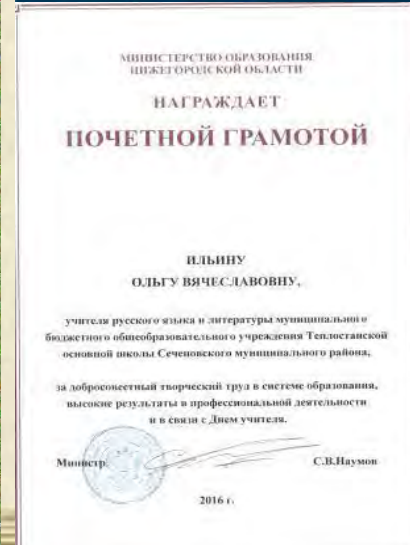 МИНИСТЕРСТВО ОБРАЗОВАНИЯ
НИЖЕГОРОДСКОЙ ОБЛАСТИ
НАГРАЖДАЕТ
ПОЧЕТНОЙ ГРАМОТОЙ
ИЛЬИНУ
ОЛЬГУ ВЯЧЕСЛАВОВНУ,
учителя русского языка и литературы муниципального
бюджетного общеобразовательного учреждения Теплостанской
основной школы Сеченовского муниципального района,
за добросовестный творческий труд в системе образования,
высокие результаты в профессиональной деятельности
и в связи с Днем учителя.
Министр С.В.Наумов
2016 г.